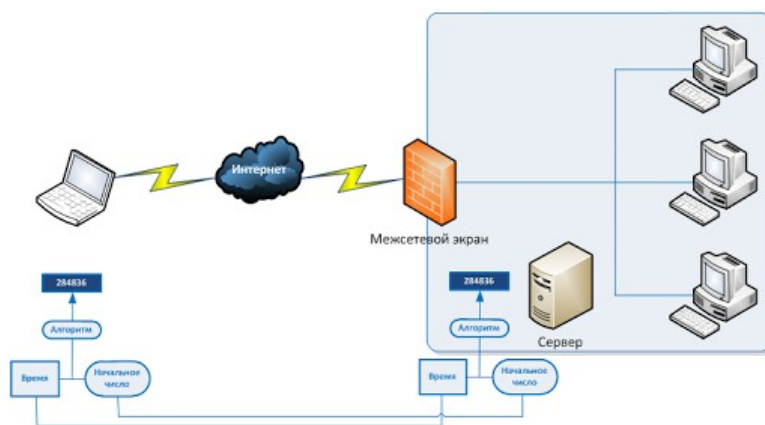 Интернет
Межсетевой экран
284836
284836
Алгоритм
Алгоритм
Сервер
Время
Начальное
число
Время
Начальное
число